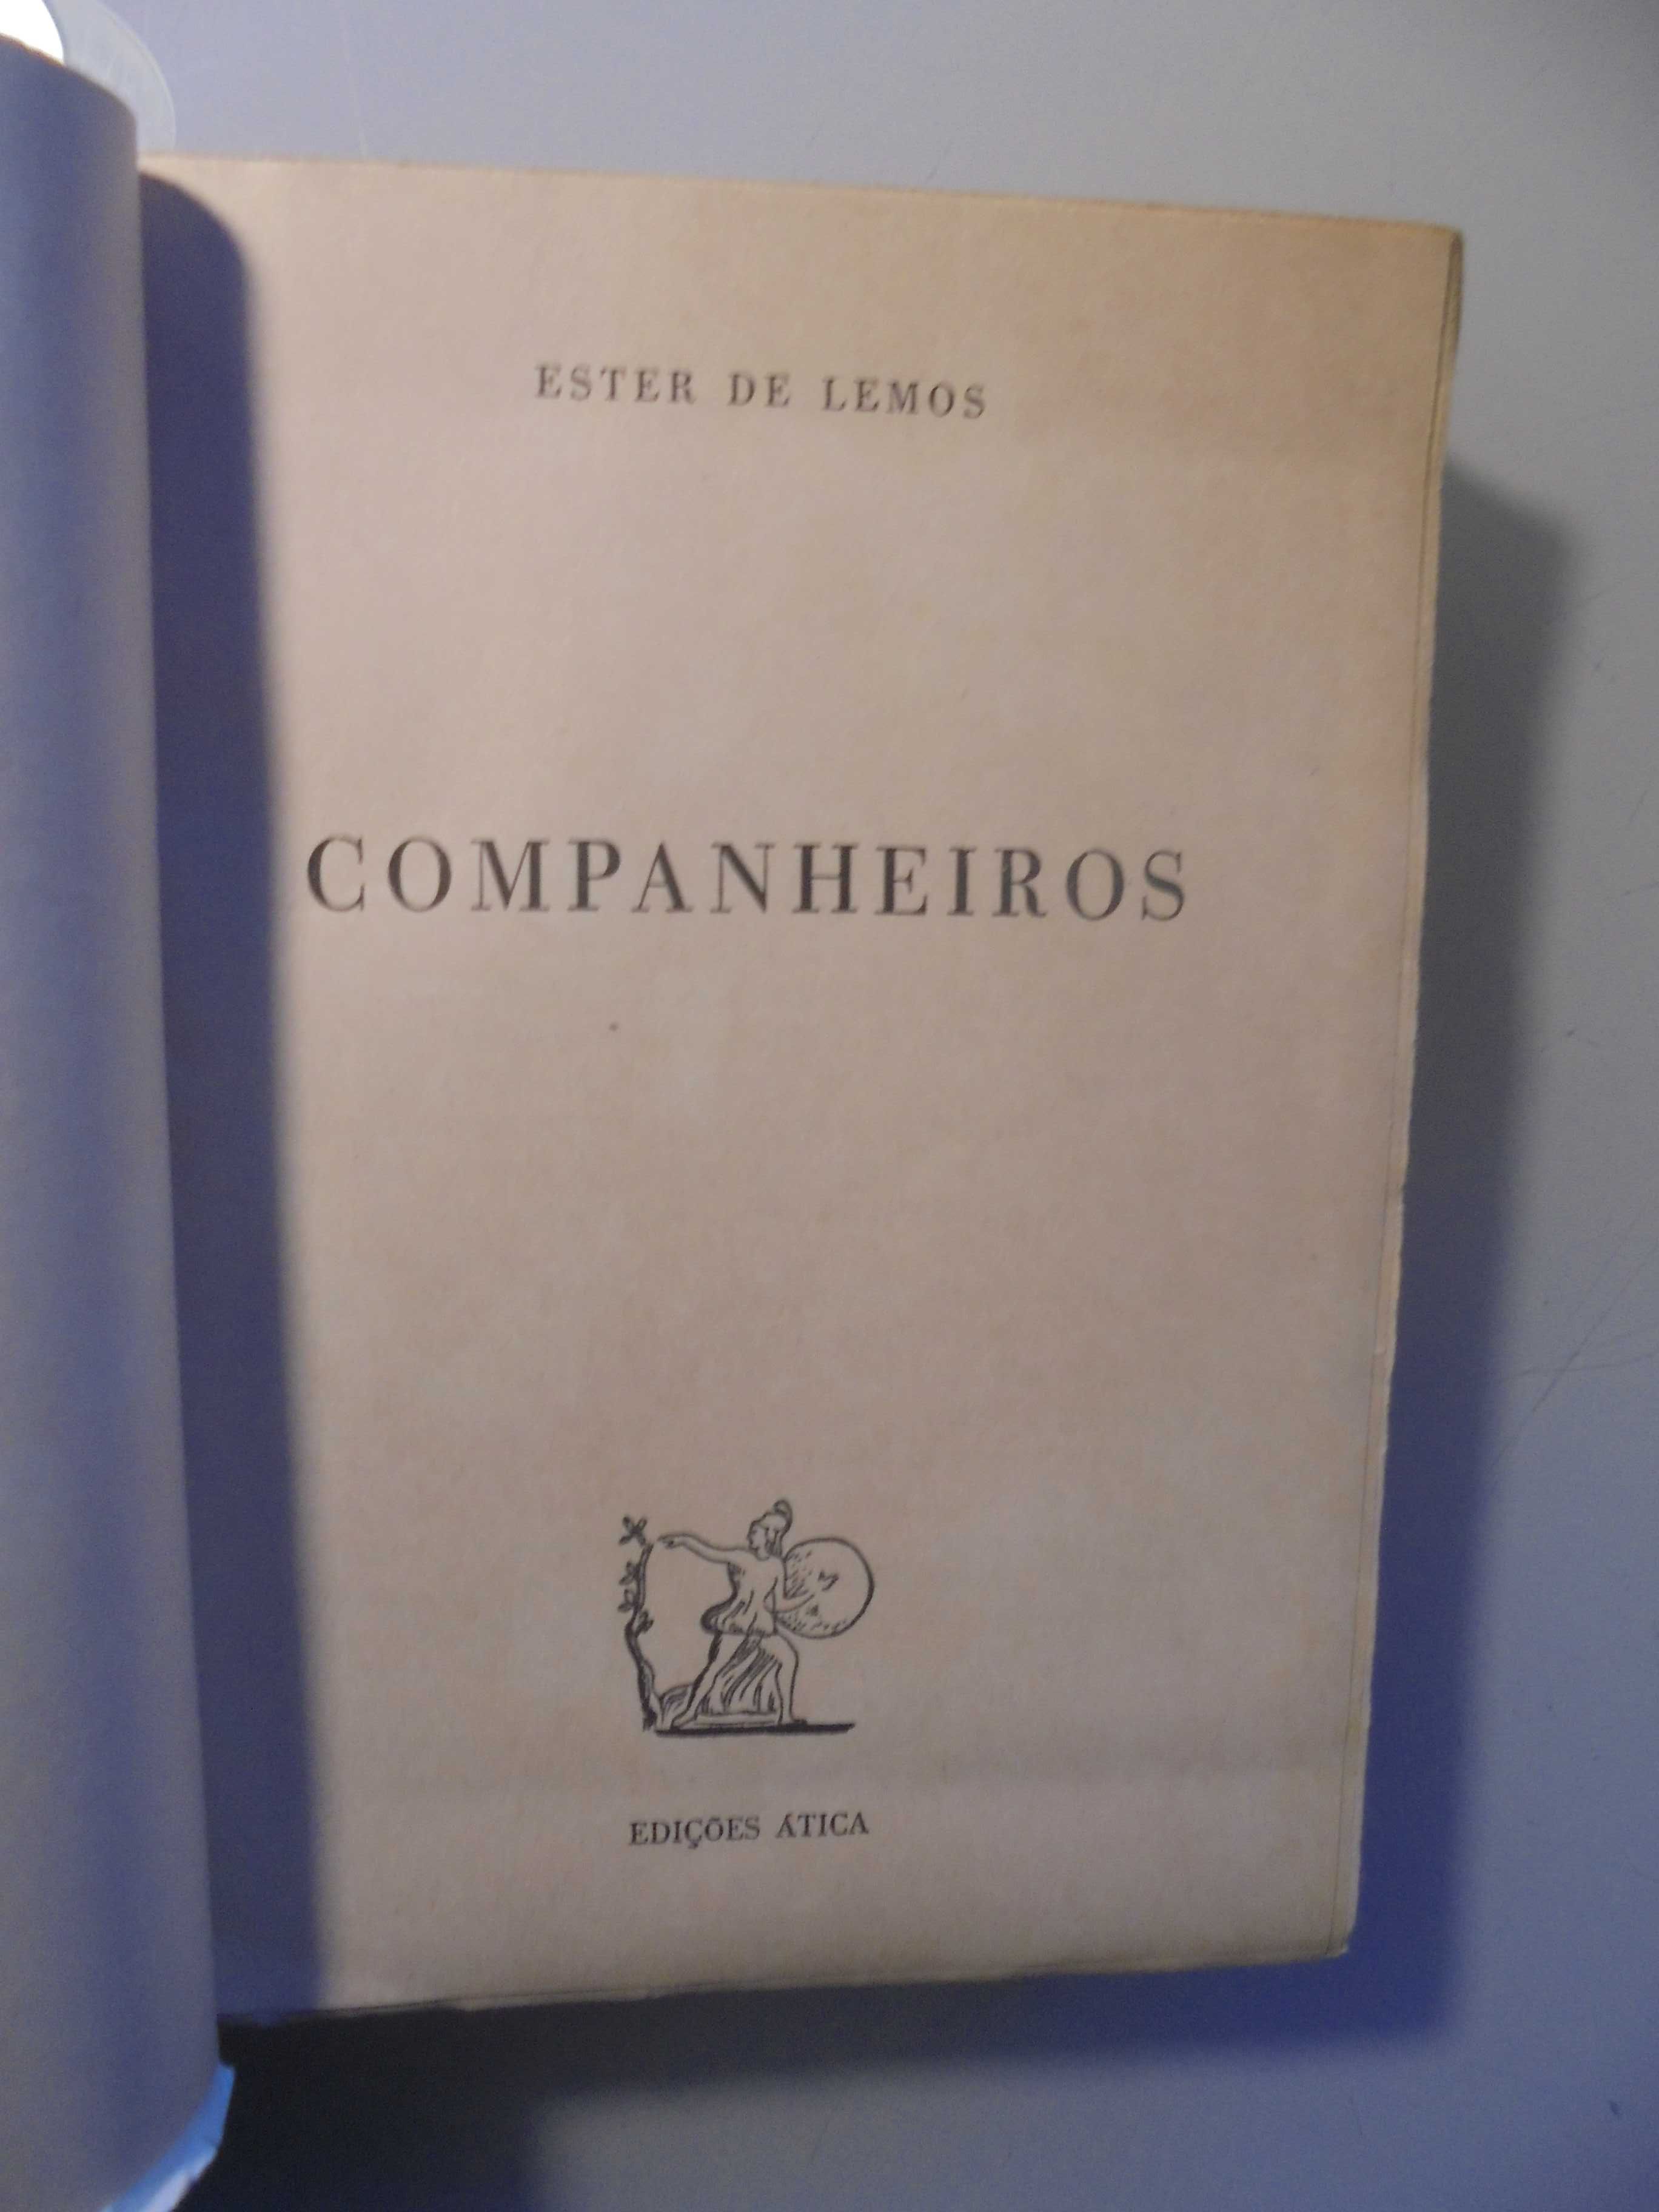 ESTER DE LEMOS
COMPANHEIROS
EDIÇÕES ÁTICA